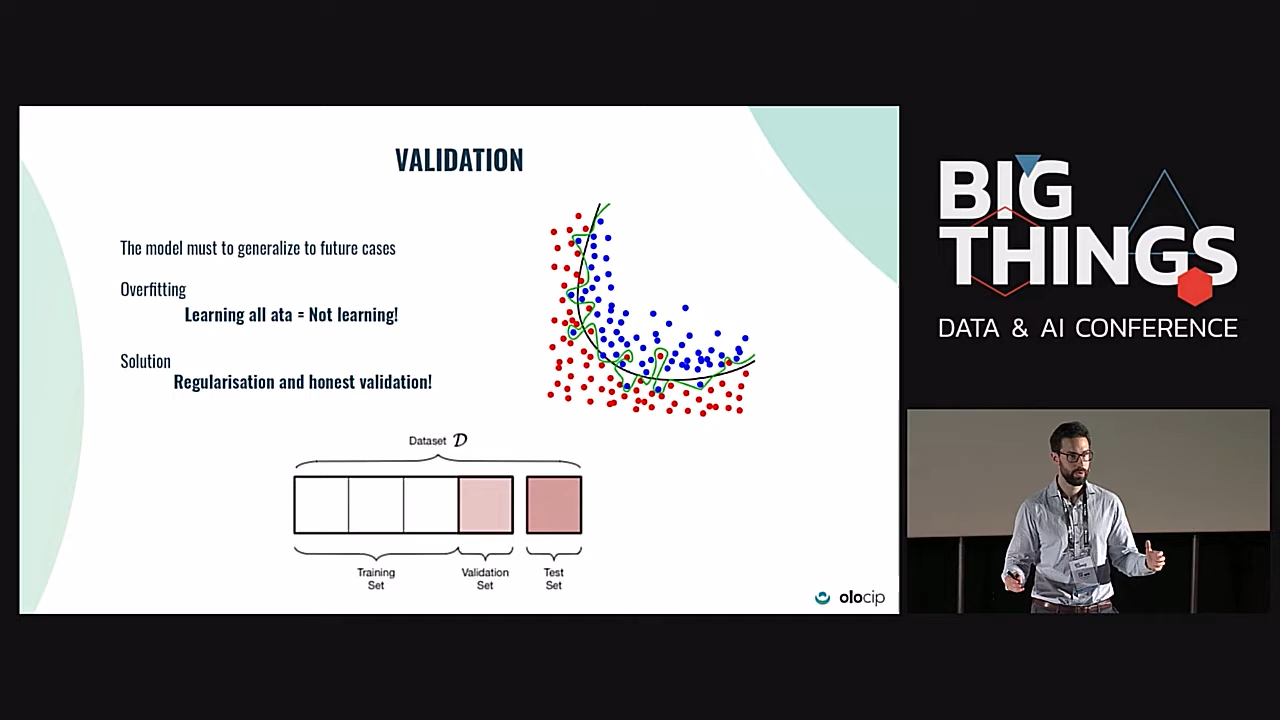 VALIDATION
The model must to generalize to future cases
Overfitting
Learning all ata = Not learning!
Solution
Regularisation and honest validation!
Dataset D
Training
Set
Validation
Set
Test
Set
olocip
BIG
THINGS
DATA & AI CONFERENCE